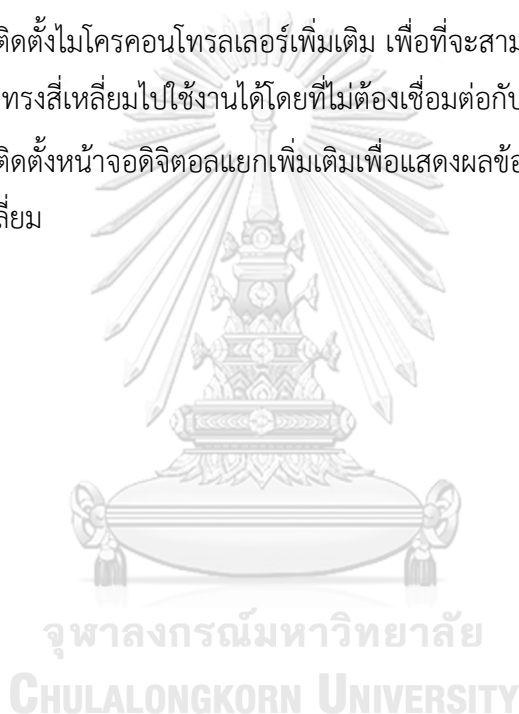 ติดตั้งไมโครคอนโทรลเลอร์เพิ่มเติม เพื่อที่จะสาม
ทรงสี่เหลี่ยมไปใช้งานได้โดยที่ไม่ต้องเชื่อมต่อกับ
ติดตั้งหน้าจอดิจิตอลแยกเพิ่มเติมเพื่อแสดงผลข้อ
ลี่ยม
จุฬาลงกรณ์มหาวิทยาลัย
CHULALONGKORN UNIVERSITY